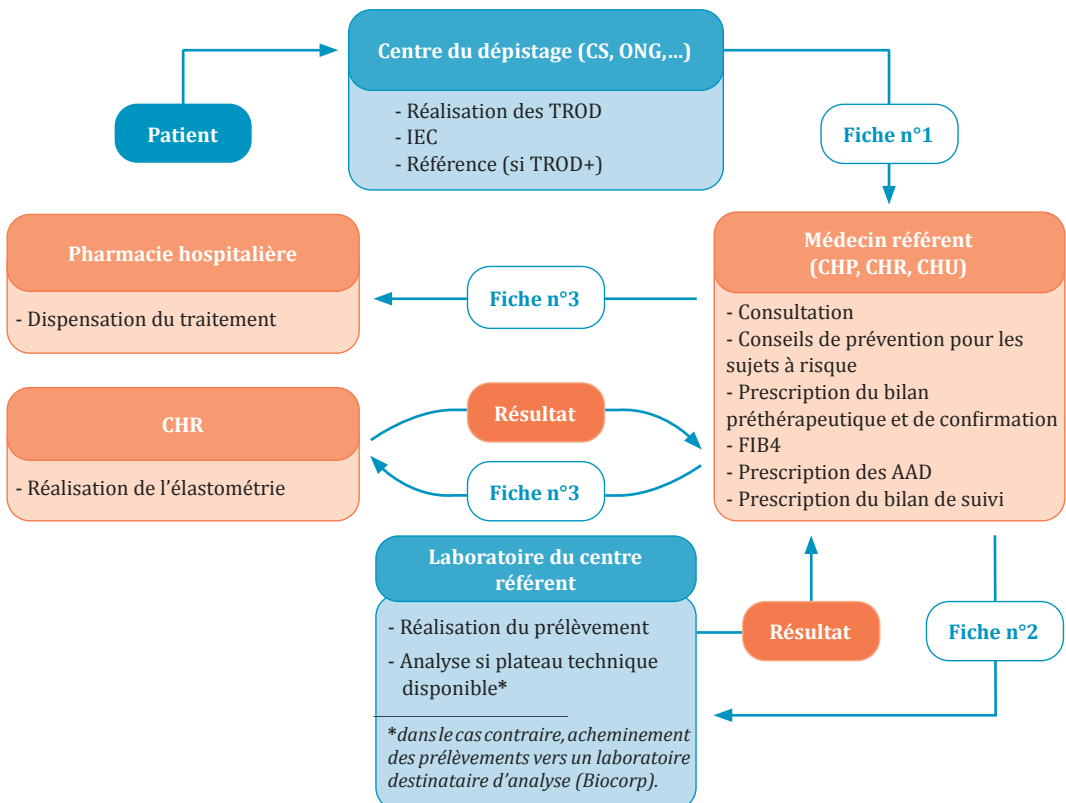 Centre du dépistage (CS, ONG,...)
- Réalisation des TROD
- IEC
- Référence (si TROD+)
Patient
Fiche n°1
Pharmacie hospitalière
- Dispensation du traitement
Fiche n°3
Médecin référent
(CHP, CHR, CHU)
- Consultation
- Conseils de prévention pour les
sujets à risque
- Prescription du bilan
préthérapeutique et de confirmation
- FIB4
- Prescription des AAD
- Prescription du bilan de suivi
CHR
- Réalisation de l'élastométrie
Résultat
Fiche n°3
Laboratoire du centre
référent
- Réalisation du prélèvement
- Analyse si plateau technique
disponible*
*dans le cas contraire, acheminement
des prélèvements vers un laboratoire
destinataire d'analyse (Biocorp).
Résultat
Fiche n°2